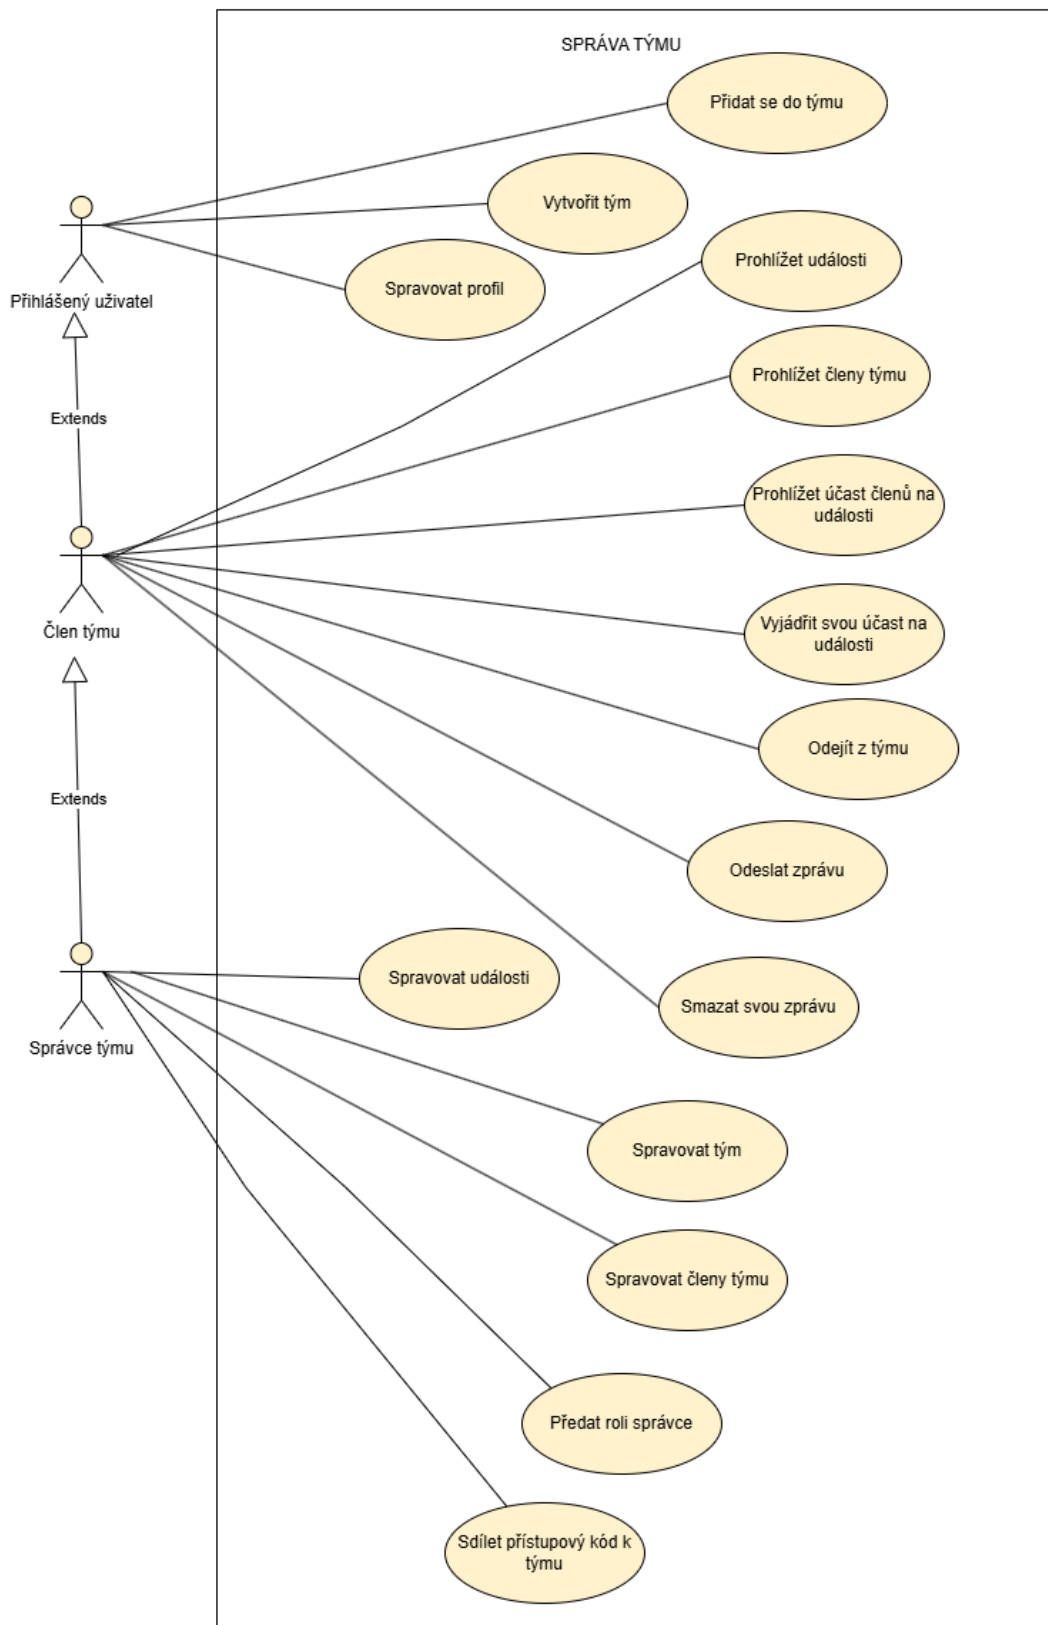 SPRÁVA TÝMU
Přidat se do týmu
Vytvořit tým
Prohlížet události
Spravovat profil
Přihlášený uživatel
Prohlížet členy týmu
Extends
Prohlížet účast členů na
události
Člen týmu
Vyjádřit svou účast na
události
Odejít z týmu
Extends
Odeslat zprávu
Spravovat události
Smazat svou zprávu
Správce týmu
Spravovat tým
Spravovat členy týmu
Předat roli správce
Sdílet přístupový kód k
týmu